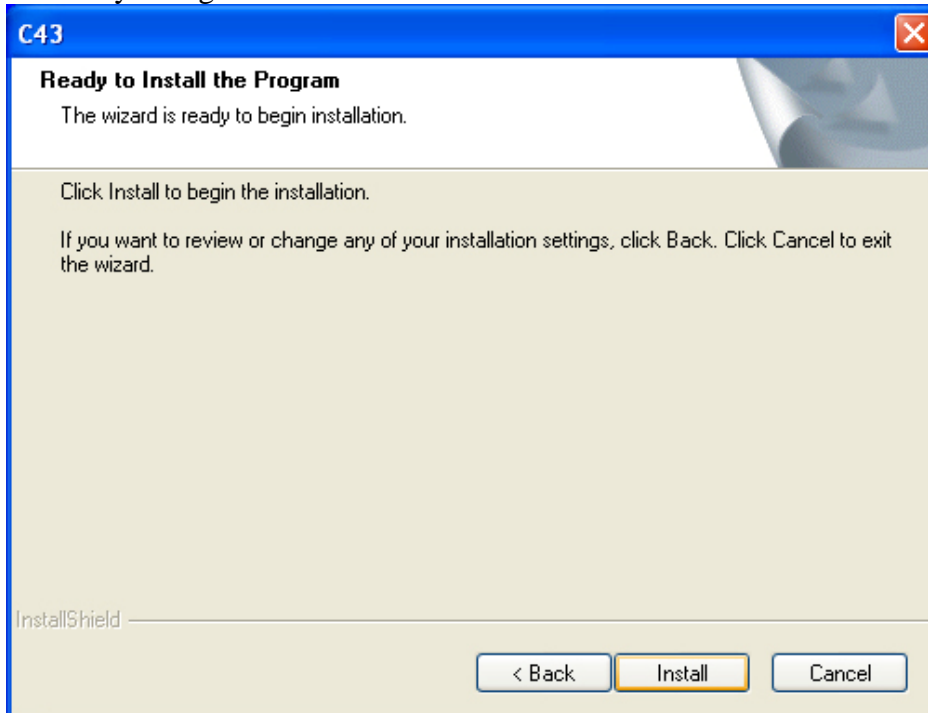 C43
Ready to Install the Program
The wizard is ready to begin installation.
Click Install to begin the installation.
If you want to review or change any of your installation settings, click Back. Click Cancel to exit
the wizard.
InstallShield
< Back Install Cancel